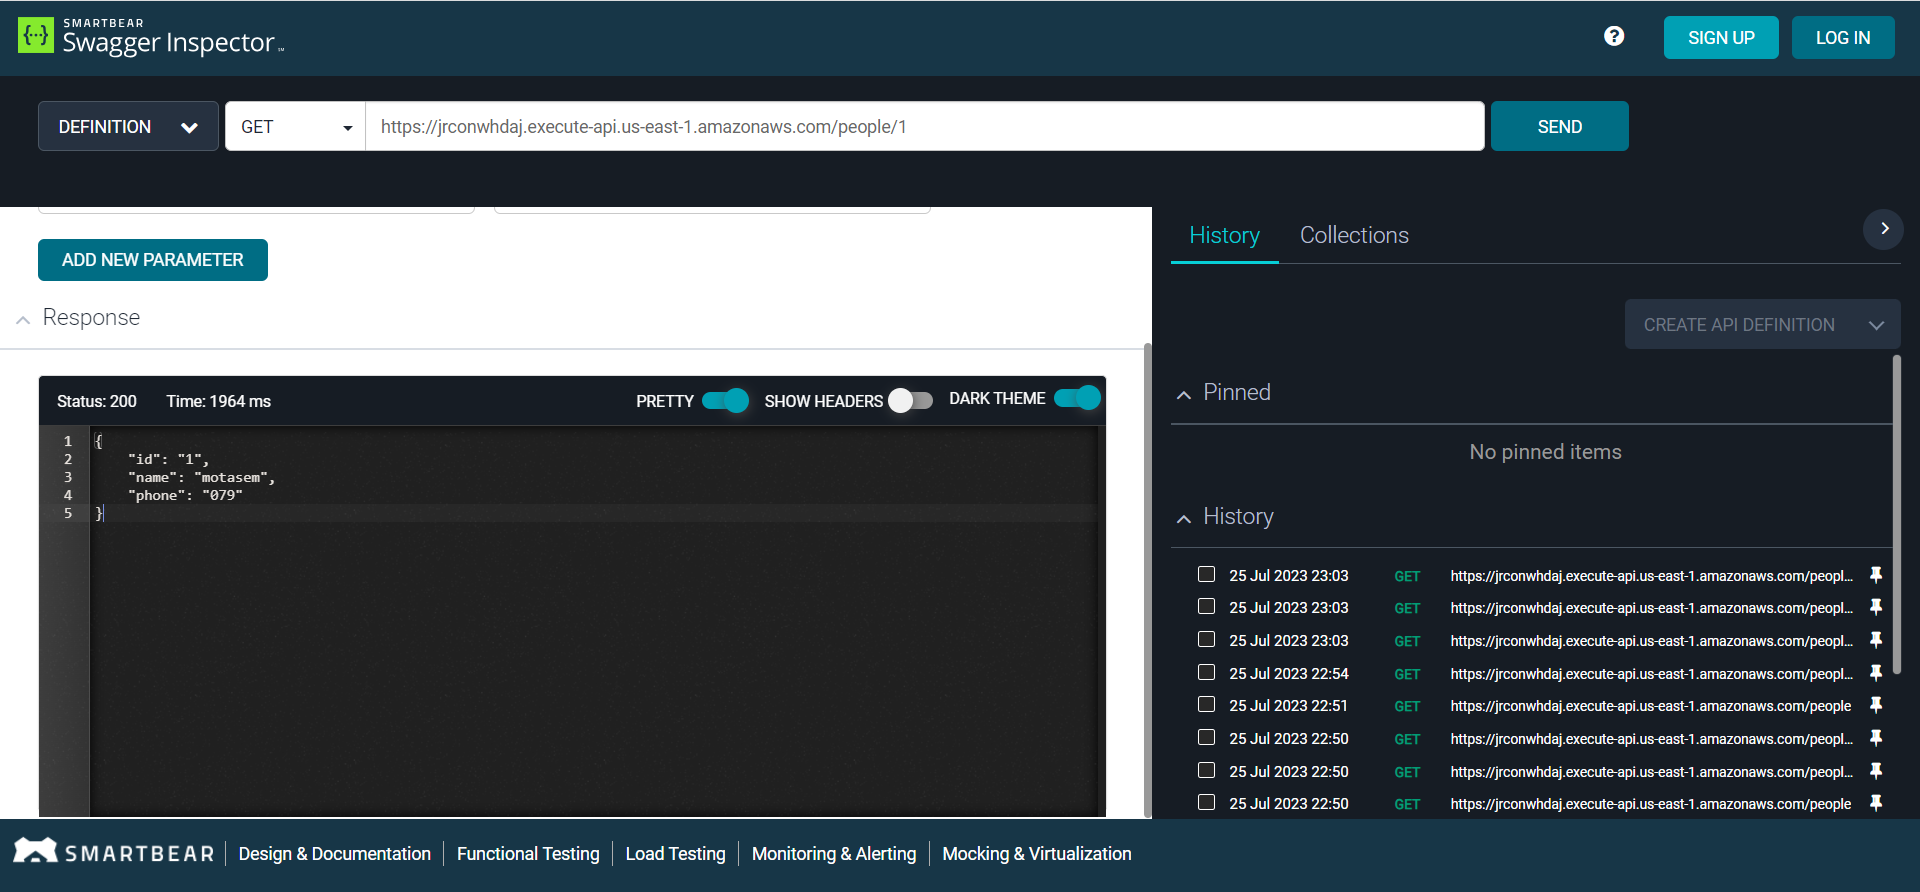 SMARTBEAR
{··} Swagger Inspector™
?
SIGN UP
LOG IN
DEFINITION
GET
https://jrconwhdaj.execute-api.us-east-1.amazonaws.com/people/1
SEND
ADD NEW PARAMETER
Response
Status: 200
Time: 1964 ms
PRETTY
SHOW HEADERS
DARK THEME
1 {
2 "id": "1",
3 "name": "motasem",
4 "phone": "079"
5 }
History
Collections
CREATE API DEFINITION
Pinned
No pinned items
History
25 Jul 2023 23:03 GET https://jrconwhdaj.execute-api.us-east-1.amazonaws.com/peopl...
25 Jul 2023 23:03 GET https://jrconwhdaj.execute-api.us-east-1.amazonaws.com/peopl...
25 Jul 2023 23:03 GET https://jrconwhdaj.execute-api.us-east-1.amazonaws.com/peopl...
25 Jul 2023 22:54 GET https://jrconwhdaj.execute-api.us-east-1.amazonaws.com/peopl...
25 Jul 2023 22:51 GET https://jrconwhdaj.execute-api.us-east-1.amazonaws.com/people
25 Jul 2023 22:50 GET https://jrconwhdaj.execute-api.us-east-1.amazonaws.com/peopl...
25 Jul 2023 22:50 GET https://jrconwhdaj.execute-api.us-east-1.amazonaws.com/peopl...
25 Jul 2023 22:50 GET https://jrconwhdaj.execute-api.us-east-1.amazonaws.com/people
SMARTBEAR
Design & Documentation
Functional Testing
Load Testing
Monitoring & Alerting
Mocking & Virtualization